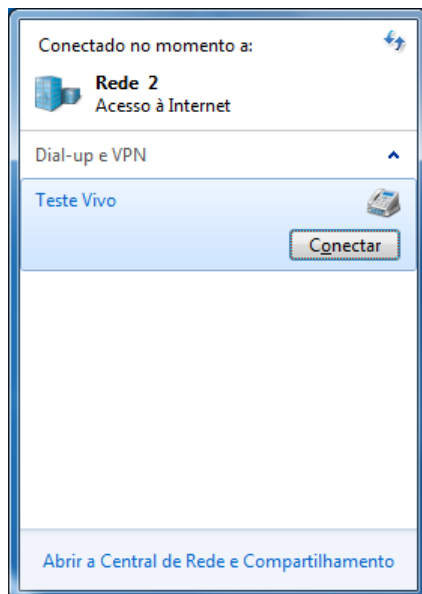 Conectado no momento a:
Rede 2
Acesso à Internet
Dial-up e VPN
Teste Vivo
Conectar
Abrir a Central de Rede e Compartilhamento